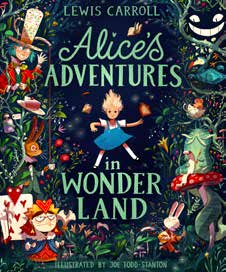 LEWIS CARROLL
Alice's
ADVENTURES
in
WONDER
LAND
ILLUSTRATED BY JOE TODD-STANTON